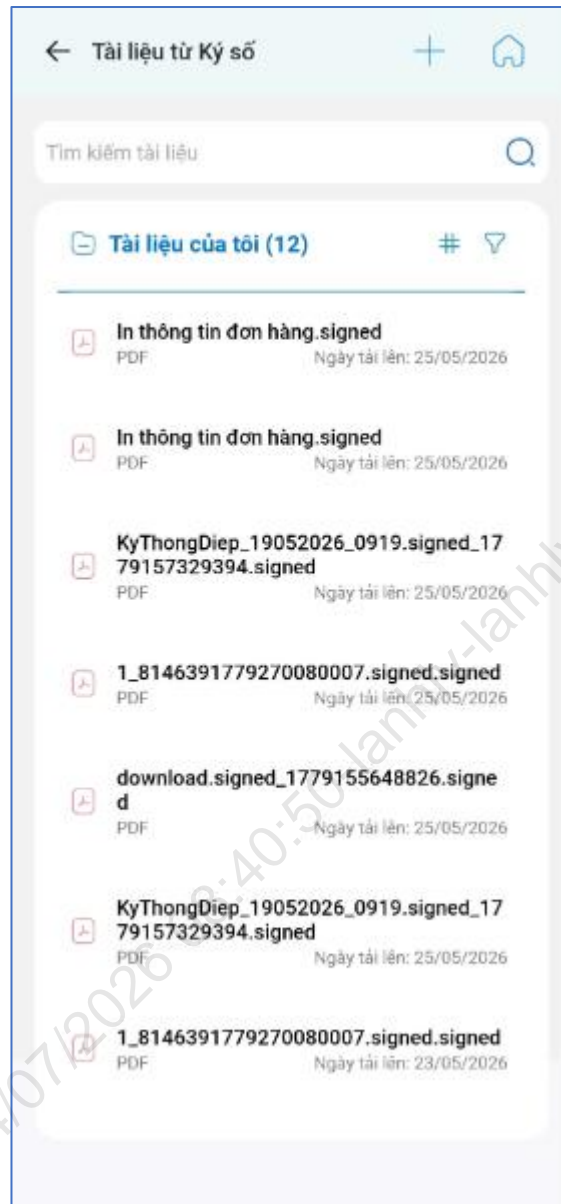 Tài liệu từ Ký số
Tìm kiếm tài liệu
Tài liệu của tôi (12)
In thông tin đơn hàng.signed
PDF Ngày tải lên: 25/05/2026
In thông tin đơn hàng.signed
PDF Ngày tải lên: 25/05/2026
KyThongDiep_19052026_0919.signed_17
79157329394.signed
PDF Ngày tải lên: 25/05/2026
1_8146391779270080007.signed.signed
PDF Ngày tải lên: 25/05/2026
download.signed_1779155648826.signe
d
PDF Ngày tải lên: 25/05/2026
KyThongDiep_19052026_0919.signed_17
79157329394.signed
PDF Ngày tải lên: 25/05/2026
1_8146391779270080007.signed.signed
PDF Ngày tải lên: 23/05/2026